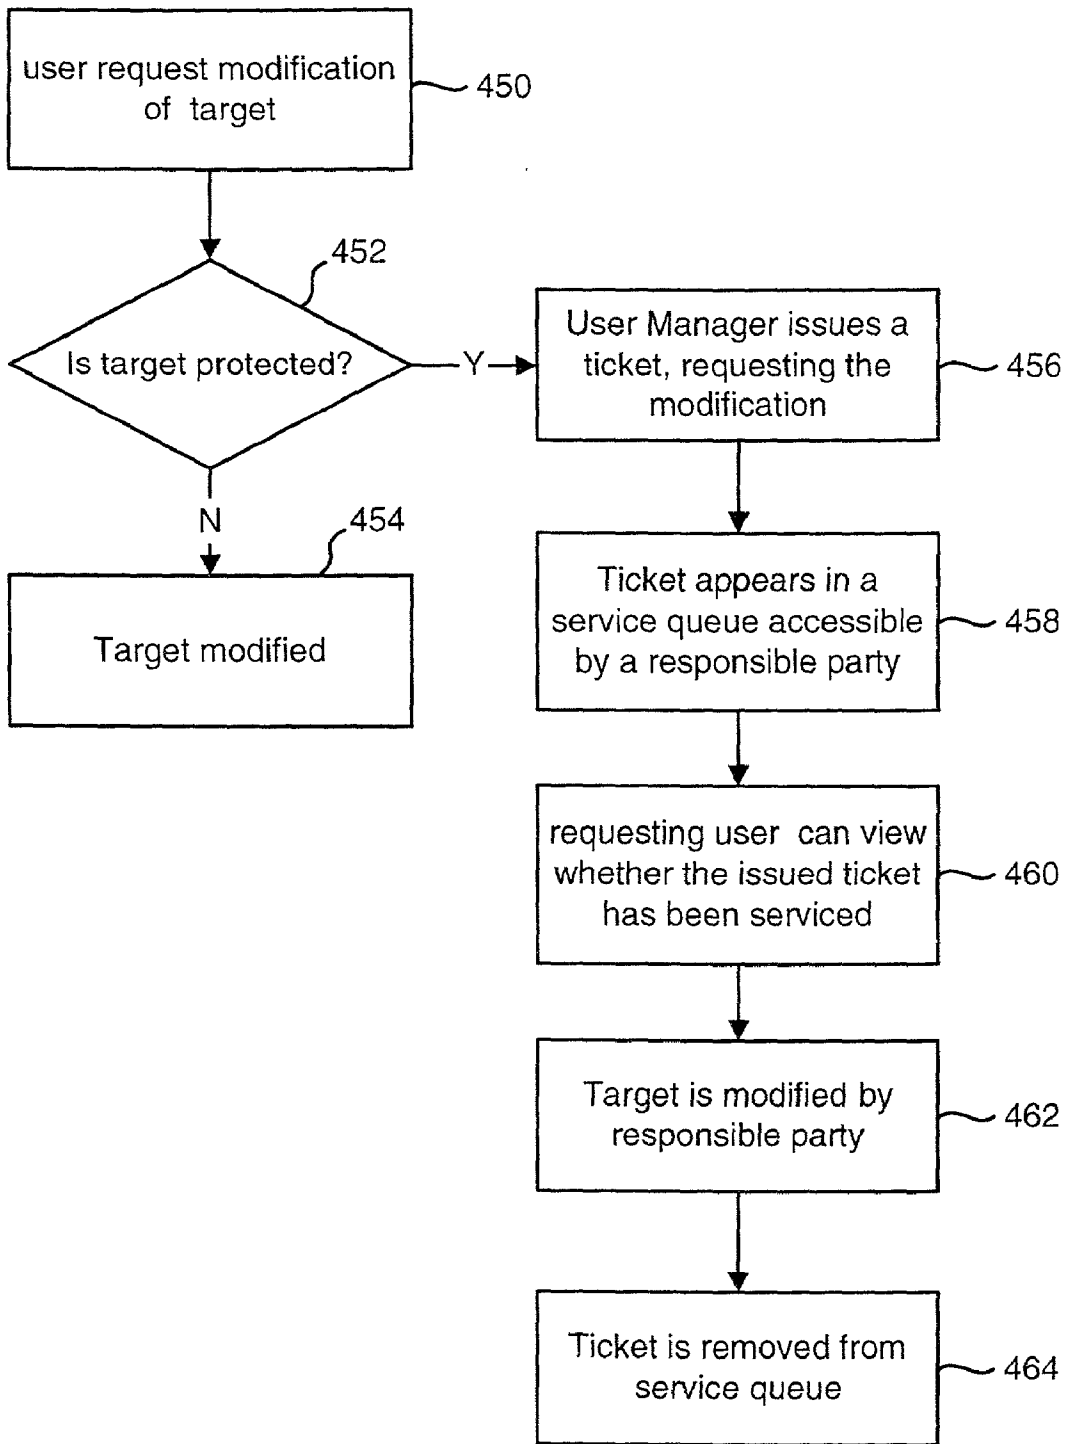 user request modification
of target
450
452
Is target protected?
Y
N
454
Target modified
User Manager issues a
ticket, requesting the
modification
456
Ticket appears in a
service queue accessible
by a responsible party
458
requesting user can view
whether the issued ticket
has been serviced
460
Target is modified by
responsible party
462
Ticket is removed from
service queue
464